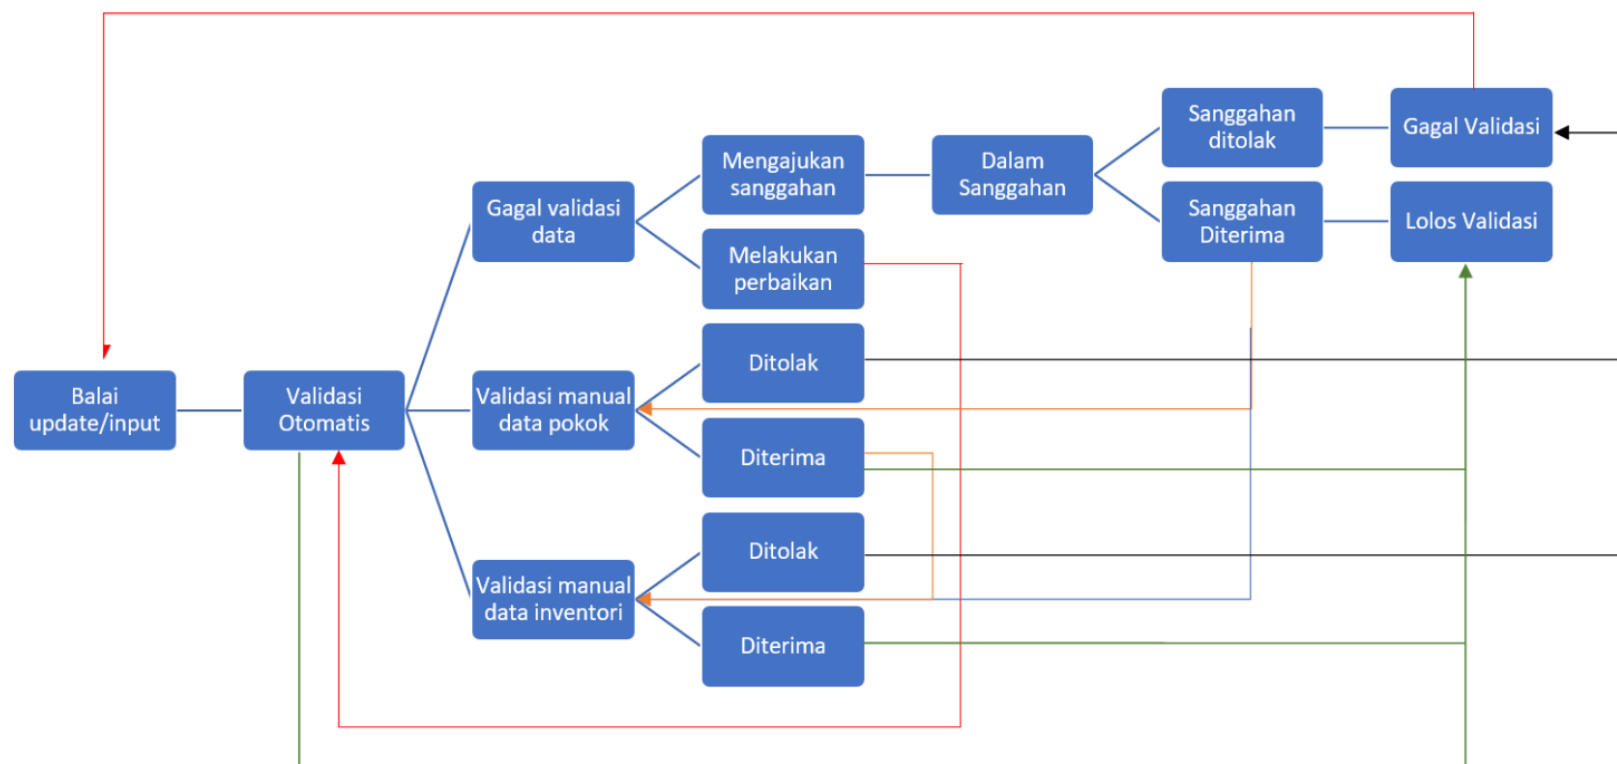 Balai
update/input
Validasi
Otomatis
Gagal validasi
data
Validasi manual
data pokok
Validasi manual
data inventori
Mengajukan
sanggahan
Melakukan
perbaikan
Ditolak
Diterima
Ditolak
Diterima
Dalam
Sanggahan
Sanggahan
ditolak
Sanggahan
Diterima
Gagal Validasi
Lolos Validasi